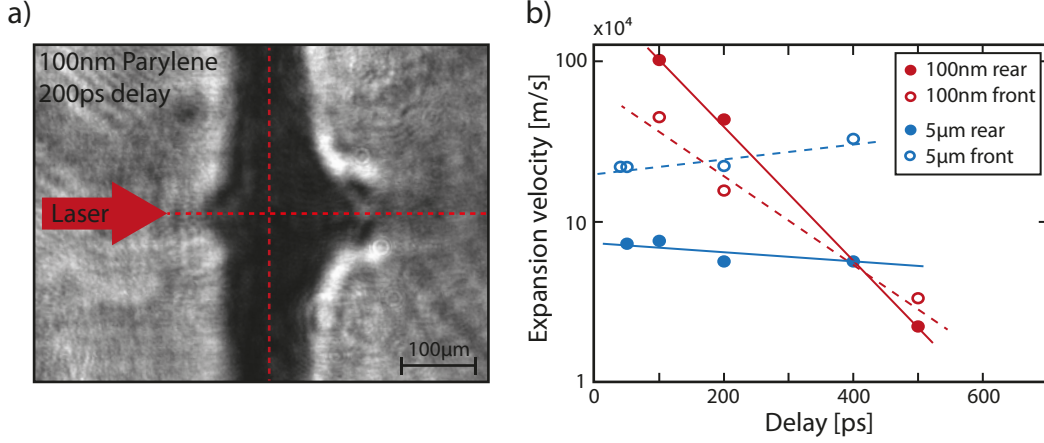 a)
100nm Parylene
200ps delay
Laser
100μm
b)
x10⁴
100
10
1
Expansion velocity [m/s]
0
200
400
600
Delay [ps]
100nm rear
100nm front
5μm rear
5μm front